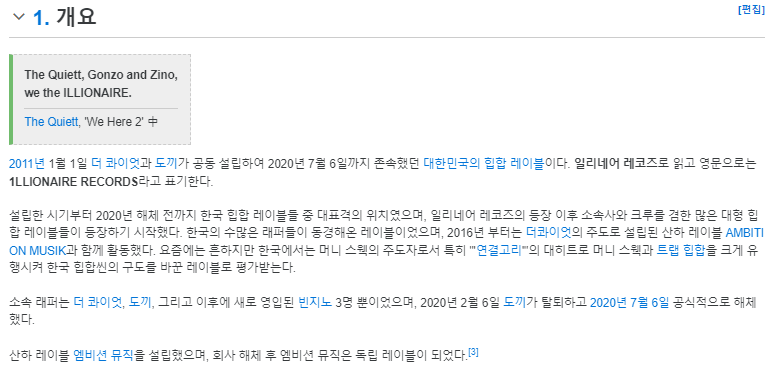 1. 개요
[편집]
The Quiett, Gonzo and Zino,
we the ILLIONAIRE.
The Quiett, 'We Here 2' 中
2011년 1월 1일 더 콰이엇과 도끼가 공동 설립하여 2020년 7월 6일까지 존속했던 대한민국의 힙합 레이블이다. 일리네어 레코즈로 읽고 영문으로는
1LLIONAIRE RECORDS라고 표기한다.
설립한 시기부터 2020년 해체 전까지 한국 힙합 레이블들 중 대표격의 위치였으며, 일리네어 레코즈의 등장 이후 소속사와 크루를 겸한 많은 대형 힙
합 레이블들이 등장하기 시작했다. 한국의 수많은 래퍼들이 동경해온 레이블이었으며, 2016년 부터는 더콰이엇의 주도로 설립된 산하 레이블 AMBITI
ON MUSIK과 함께 활동했다. 요즘에는 흔하지만 한국에서는 머니 스웩의 주도자로서 특히 '"연결고리"'의 대히트로 머니 스웩과 트랩 힙합을 크게 유
행시켜 한국 힙합씬의 구도를 바꾼 레이블로 평가받는다.
소속 래퍼는 더 콰이엇, 도끼, 그리고 이후에 새로 영입된 빈지노 3명 뿐이었으며, 2020년 2월 6일 도끼가 탈퇴하고 2020년 7월 6일 공식적으로 해체
했다.
산하 레이블 엠비션 뮤직을 설립했으며, 회사 해체 후 엠비션 뮤직은 독립 레이블이 되었다.[3]